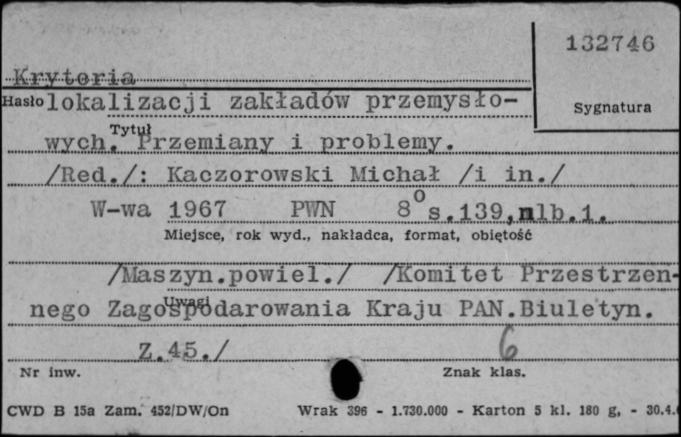 132746
Kryteria
Hasło lokalizacji zakładów przemysło-
Sygnatura
wych. Tytuł Przemiany i problemy.
/Red./: Kaczorowski Michał /i in./
W-wa 1967 PWN 8° s.139, nlb.1.
Miejsce, rok wyd., nakładca, format, objętość
/Maszyn.powiel./ /Komitet Przestrzen-
Uwagi
nego Zagospodarowania Kraju PAN.Biuletyn.
Z.45./ 6
Nr inw. Znak klas.
CWD B 15a Zam. 452/DW/On Wrak 396 - 1.730.000 - Karton 5 kl. 180 g, - 30.4.